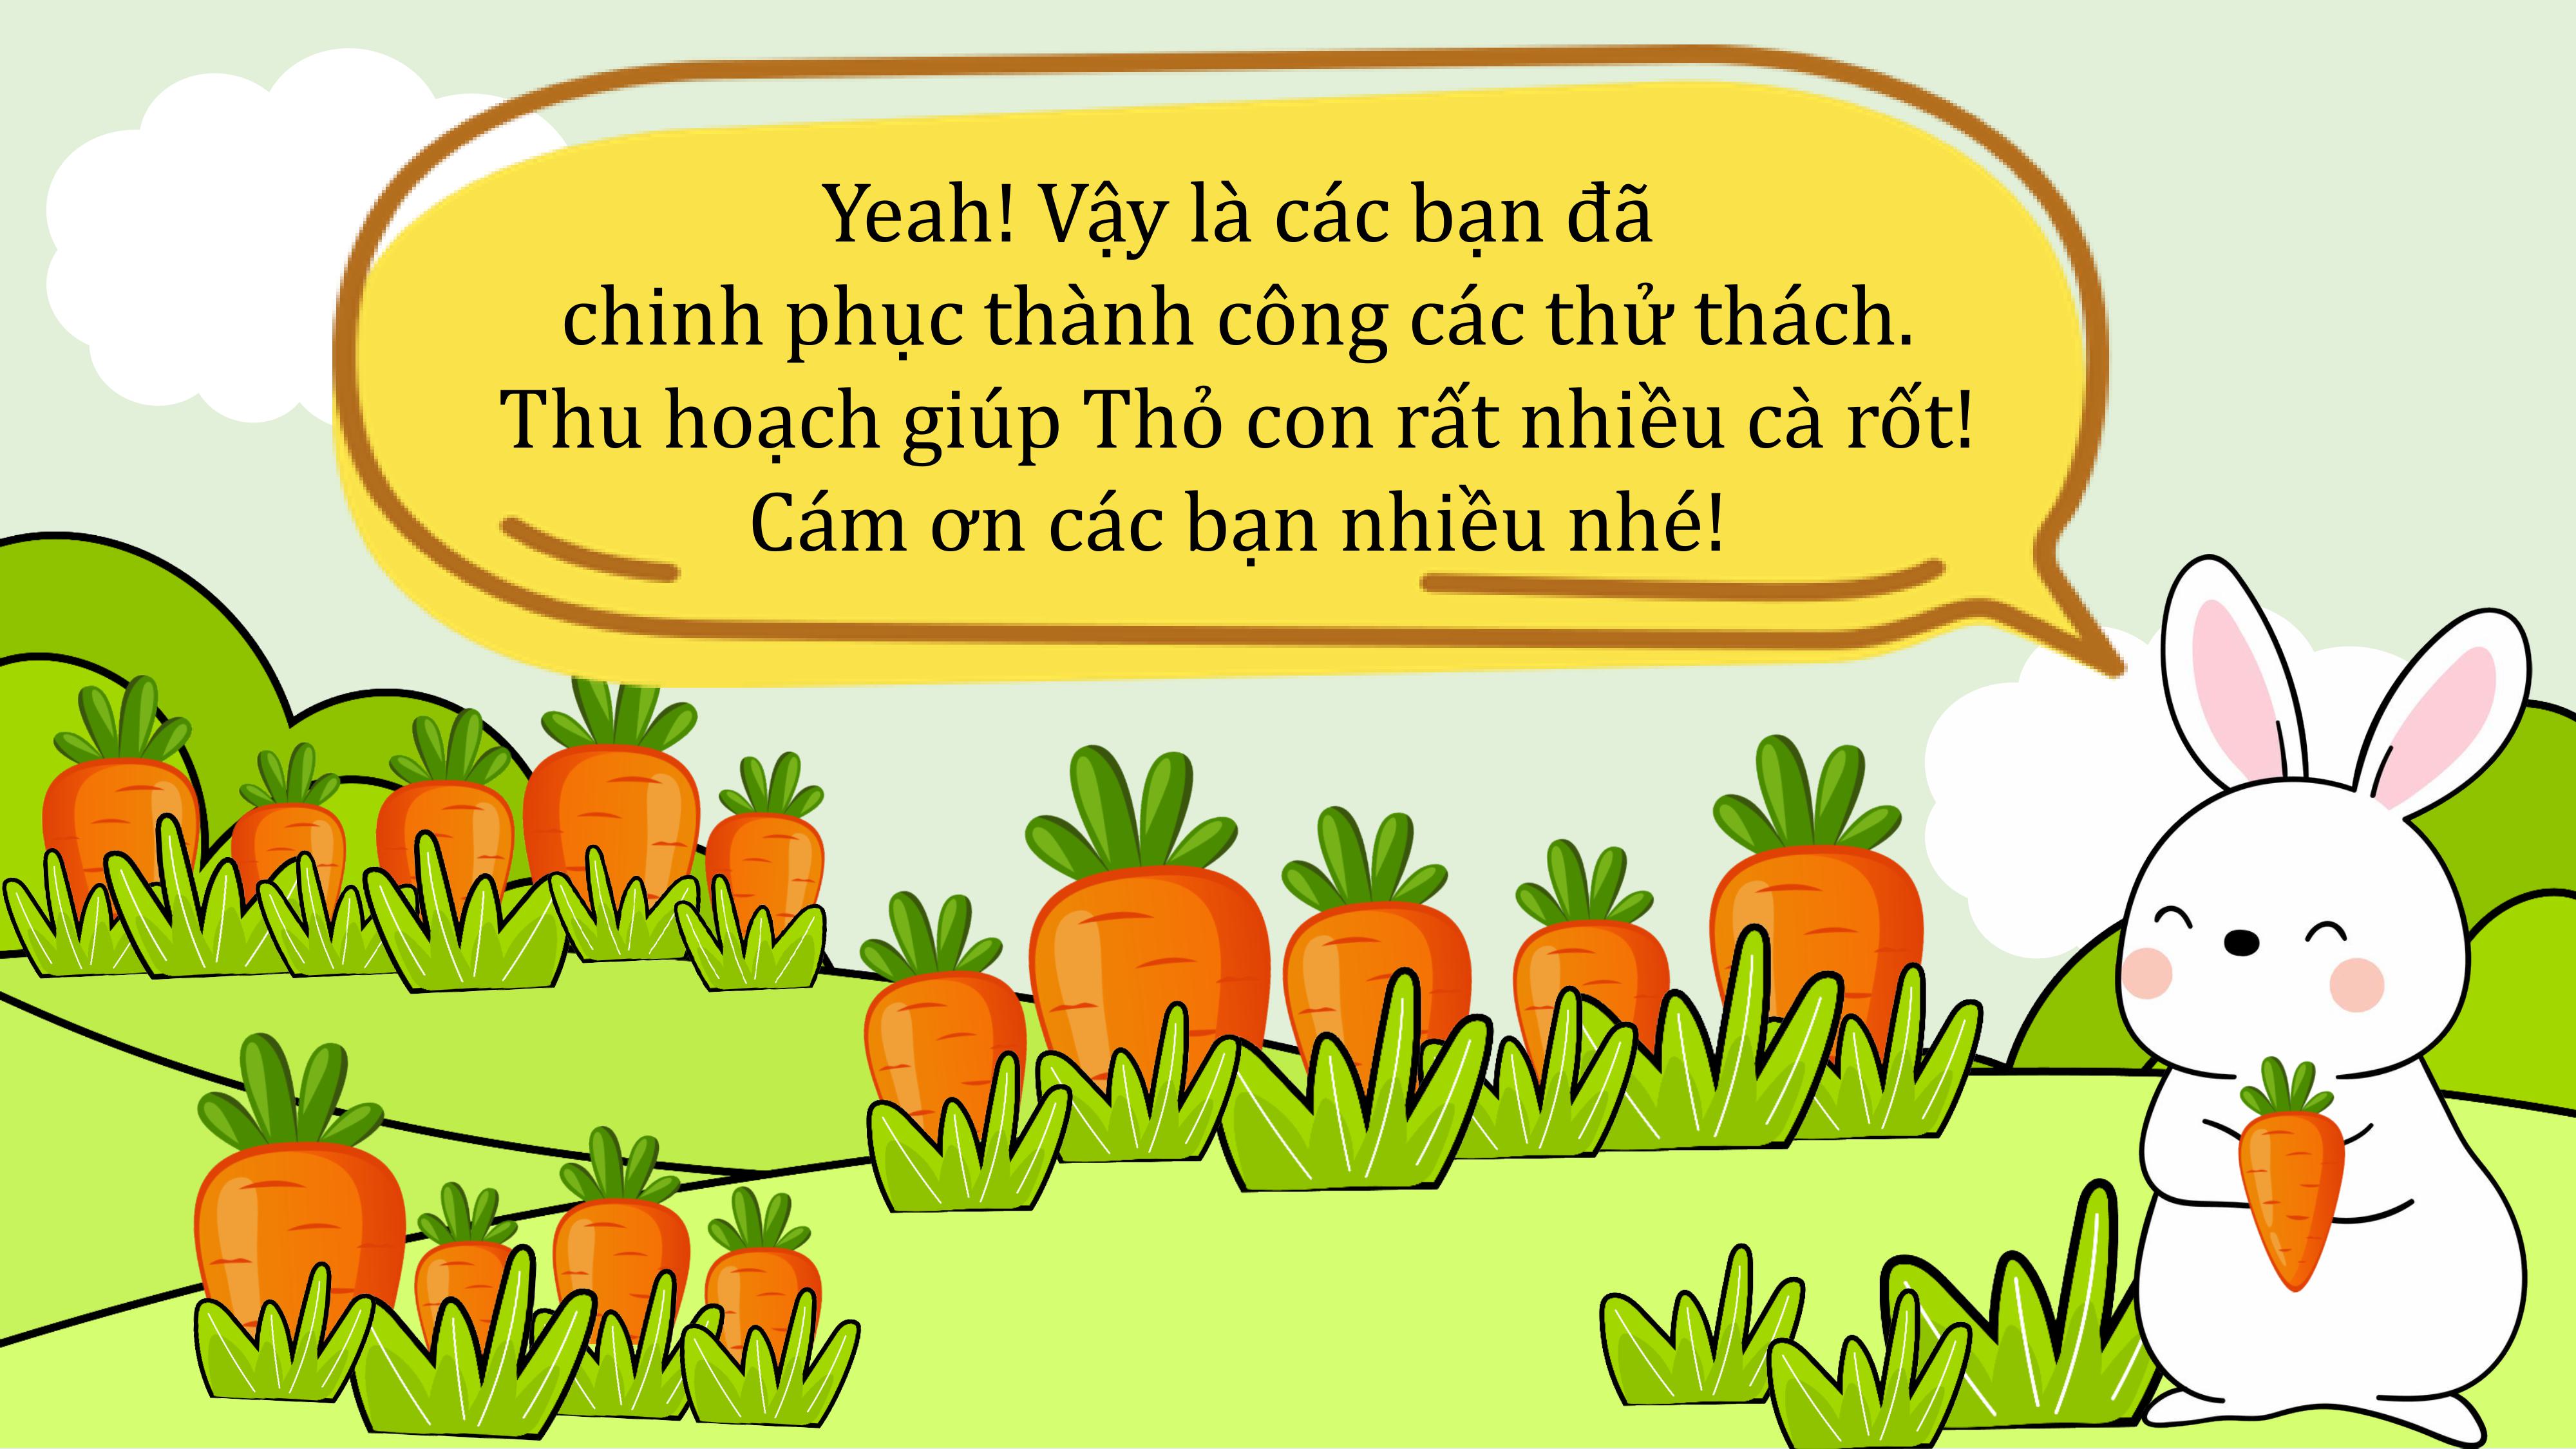 Yeah! Vậy là các bạn đã
chinh phục thành công các thử thách.
Thu hoạch giúp Thỏ con rất nhiều cà rốt!
Cám ơn các bạn nhiều nhé!